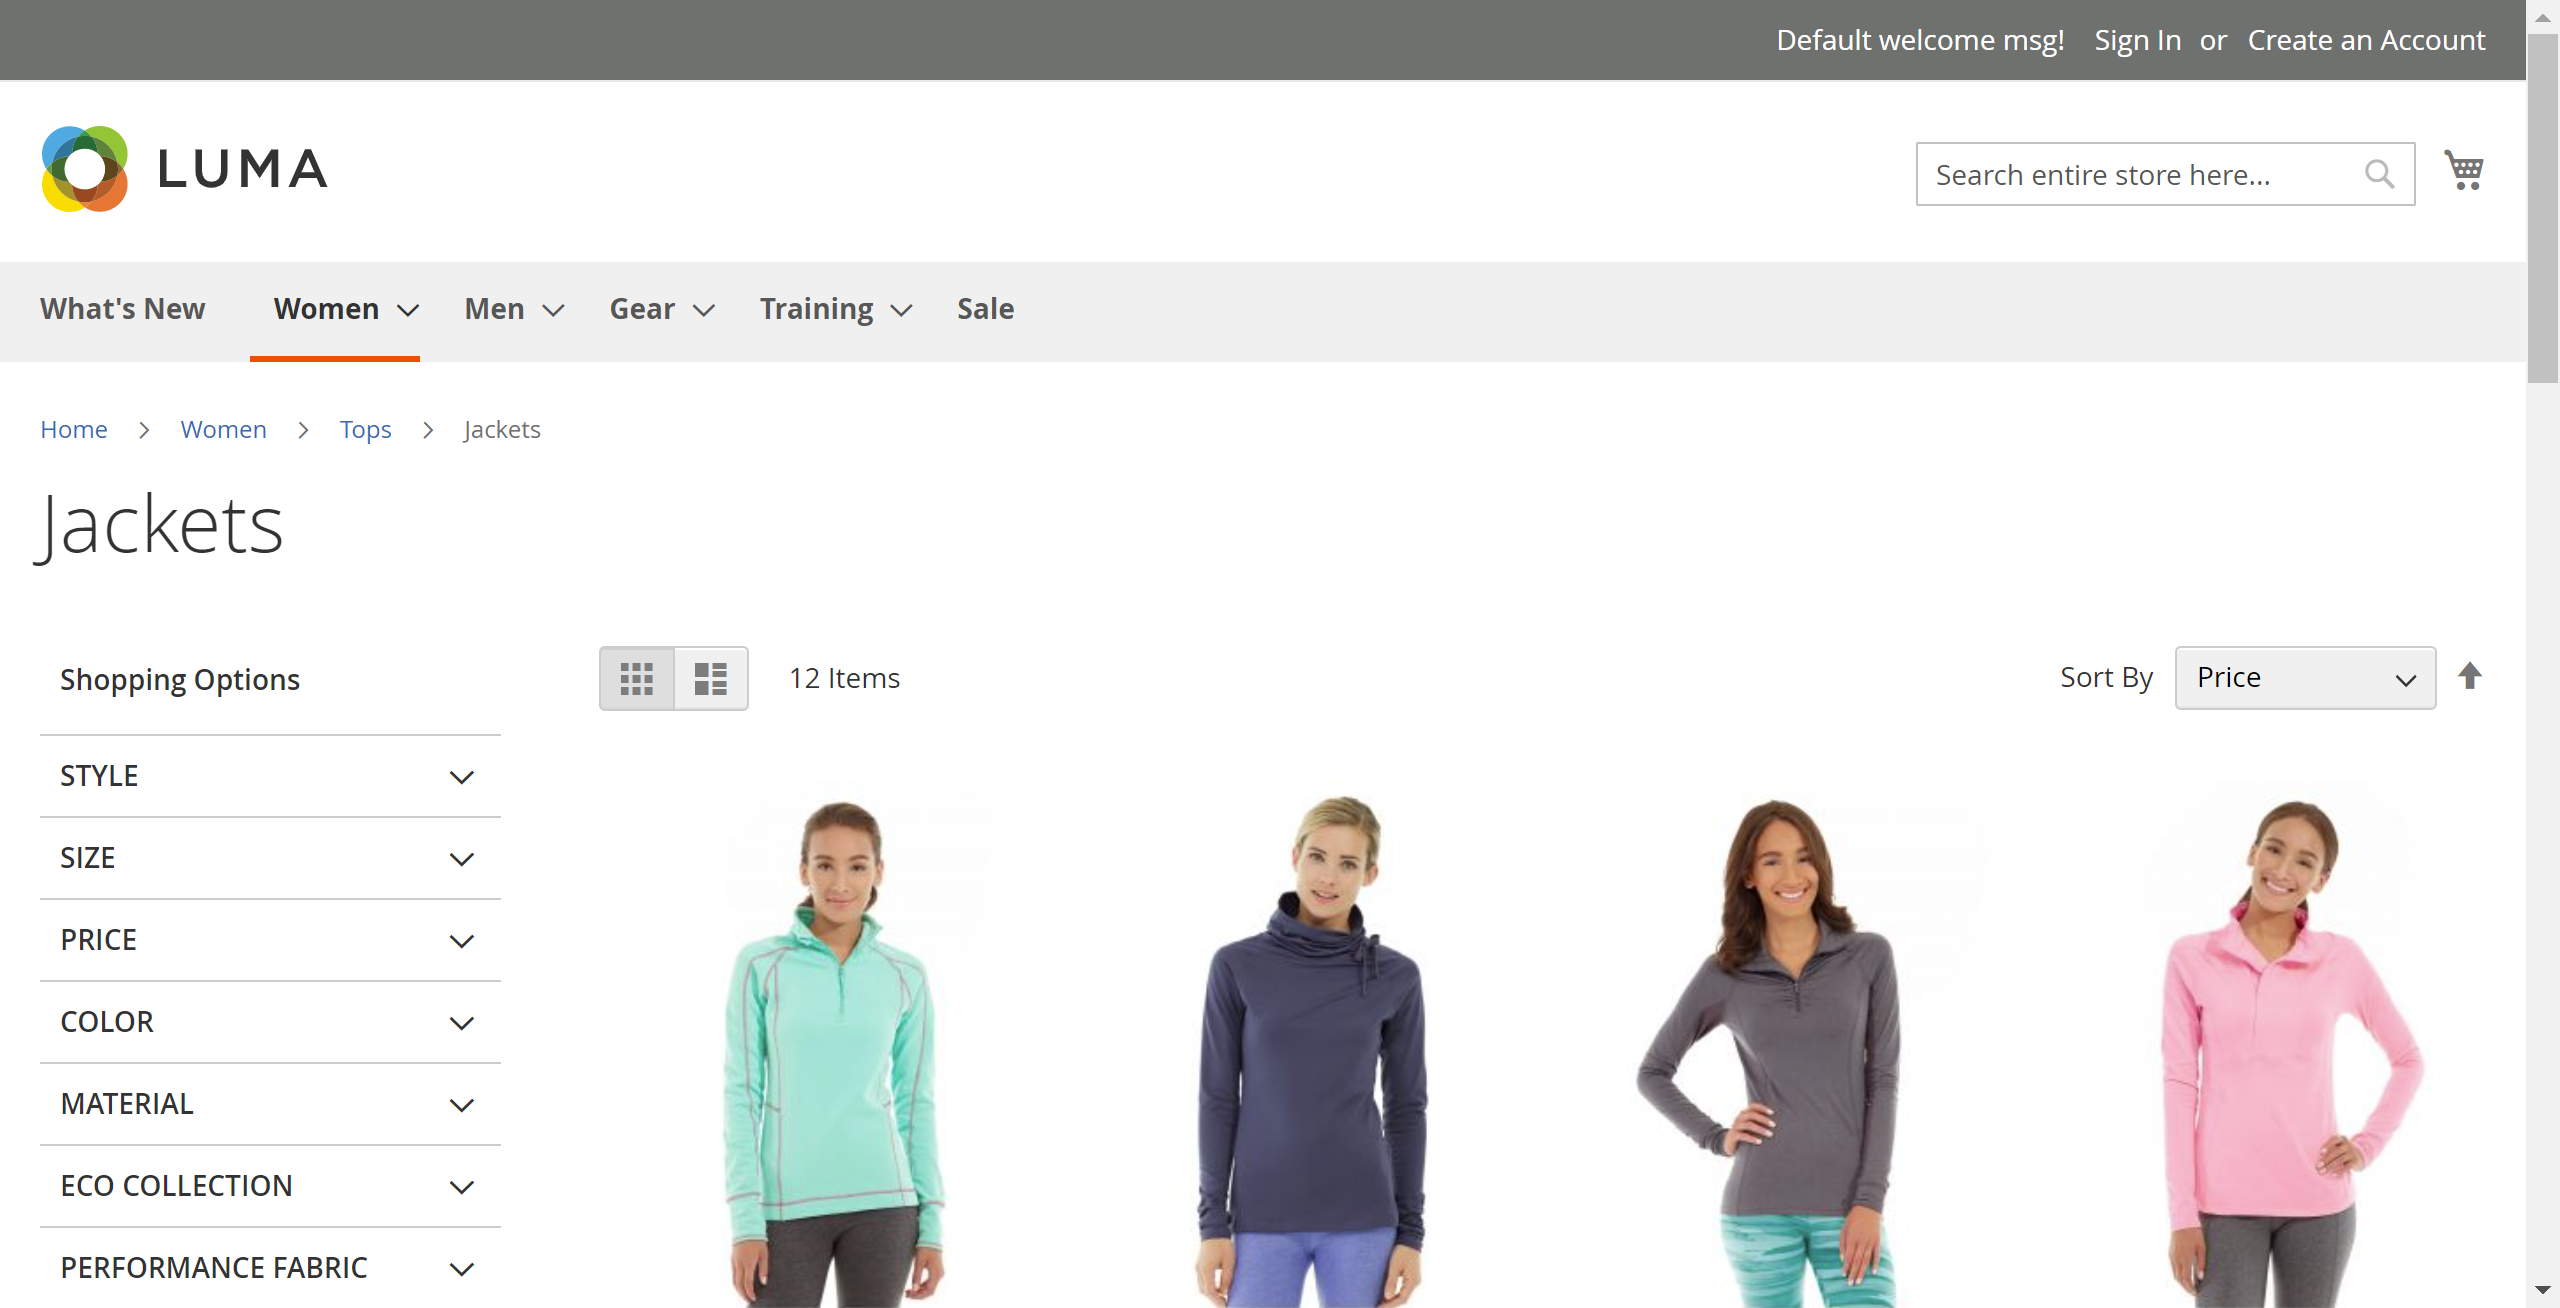 Default welcome msg! Sign In or Create an Account
LUMA
Search entire store here...
What's New Women Men Gear Training Sale
Home Women Tops Jackets
Jackets
Shopping Options
12 Items
Sort By Price
STYLE
SIZE
PRICE
COLOR
MATERIAL
ECO COLLECTION
PERFORMANCE FABRIC